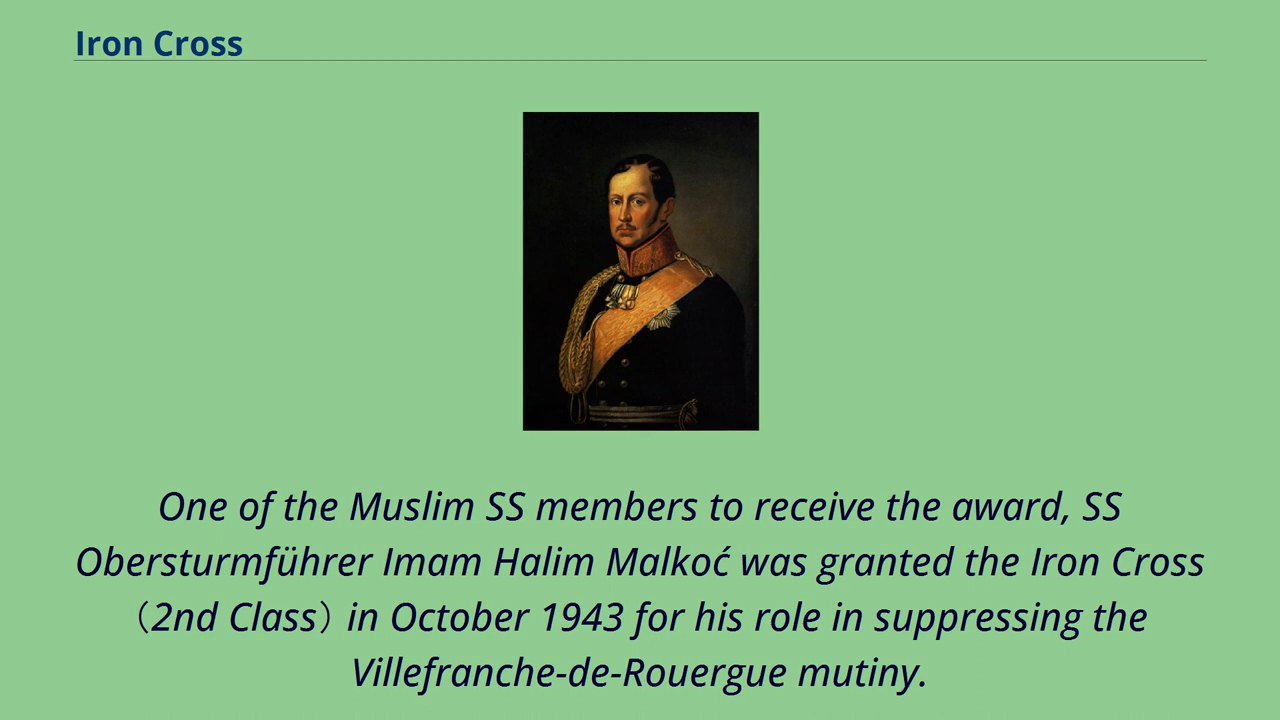 Iron Cross
One of the Muslim SS members to receive the award, SS
Obersturmführer Imam Halim Malkoć was granted the Iron Cross
（2nd Class） in October 1943 for his role in suppressing the
Villefranche-de-Rouergue mutiny.